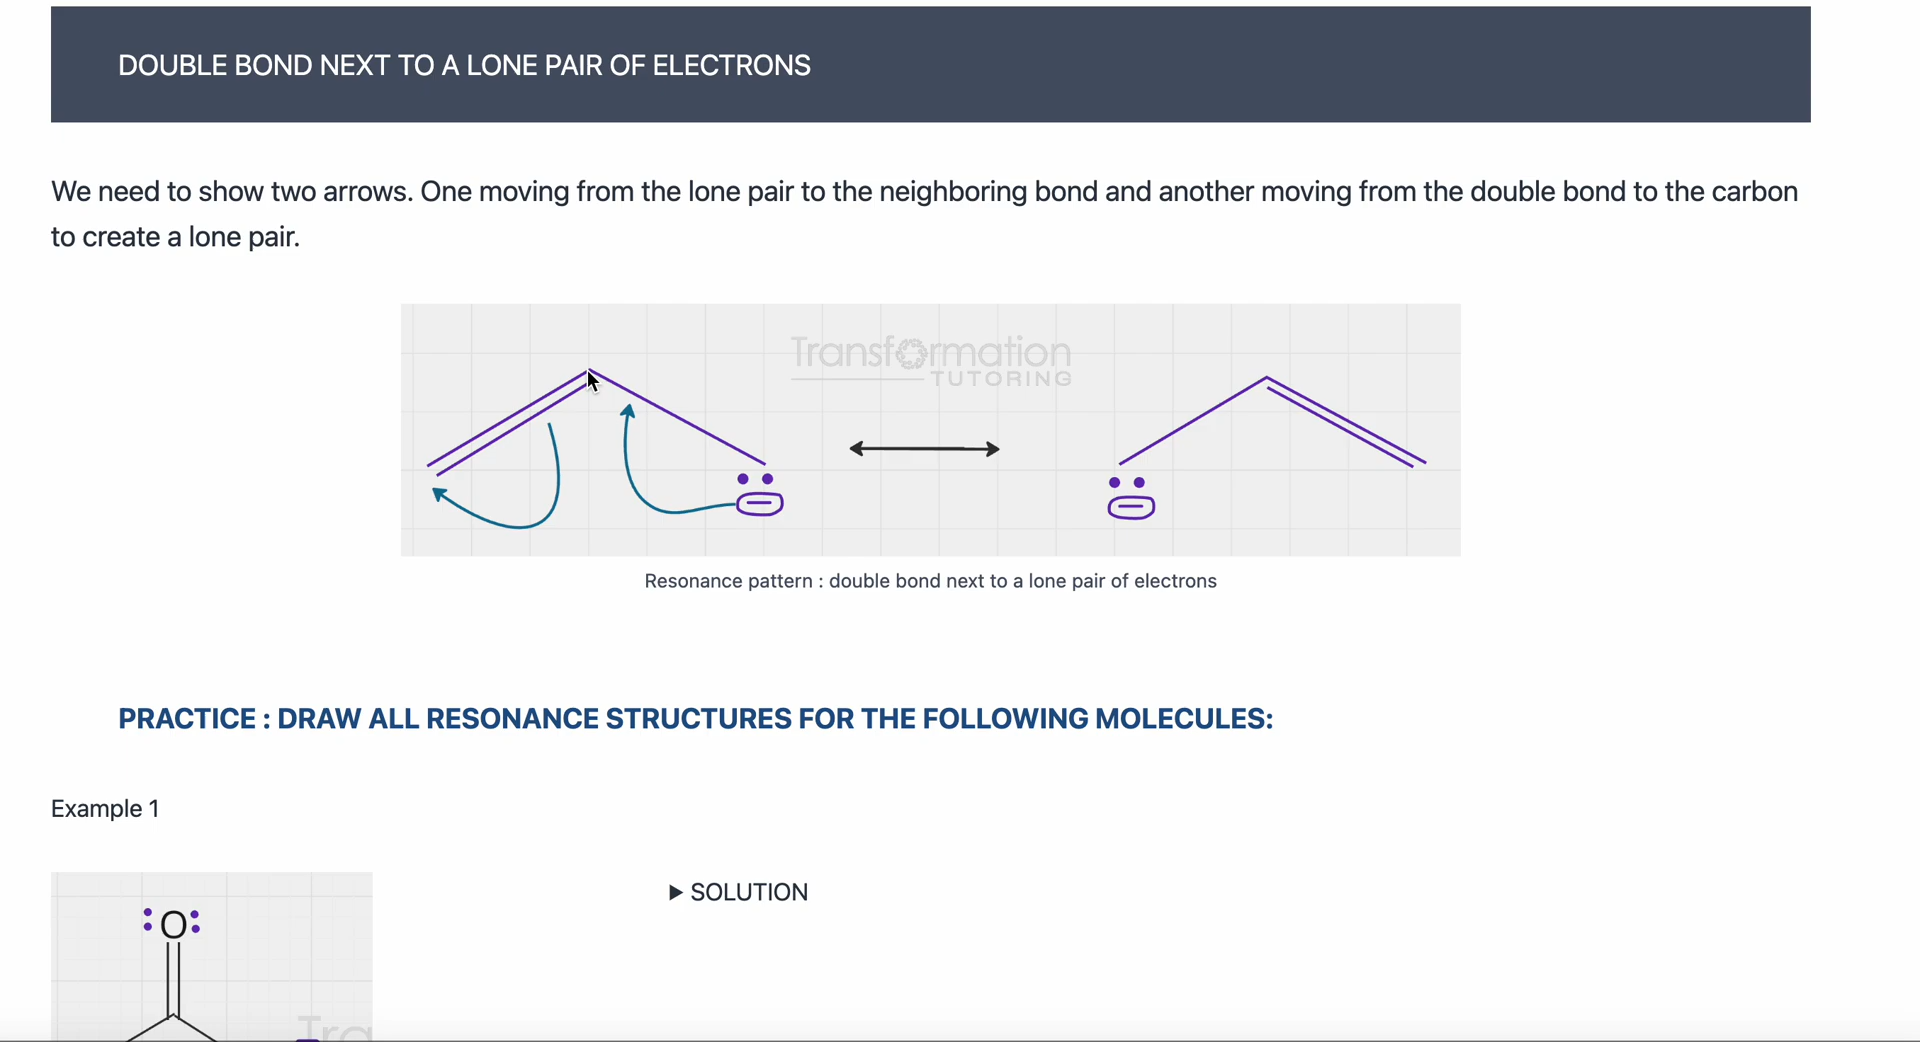 DOUBLE BOND NEXT TO A LONE PAIR OF ELECTRONS
We need to show two arrows. One moving from the lone pair to the neighboring bond and another moving from the double bond to the carbon
to create a lone pair.
Transformation
TUTORING
Resonance pattern : double bond next to a lone pair of electrons
PRACTICE : DRAW ALL RESONANCE STRUCTURES FOR THE FOLLOWING MOLECULES:
Example 1
▶ SOLUTION
:O:
Tra